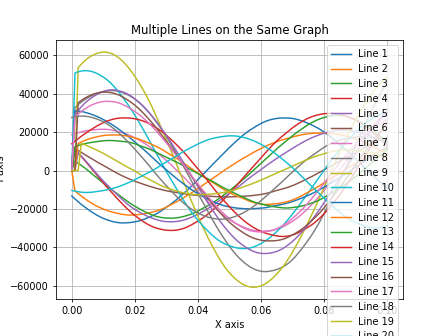 Multiple Lines on the Same Graph
60000
40000
20000
0
−20000
−40000
−60000
0.00
0.02
0.04
0.06
X axis
Line 1
Line 2
Line 3
Line 4
Line 5
Line 6
Line 7
Line 8
Line 9
Line 10
Line 11
Line 12
Line 13
Line 14
Line 15
Line 16
Line 17
Line 18
Line 19